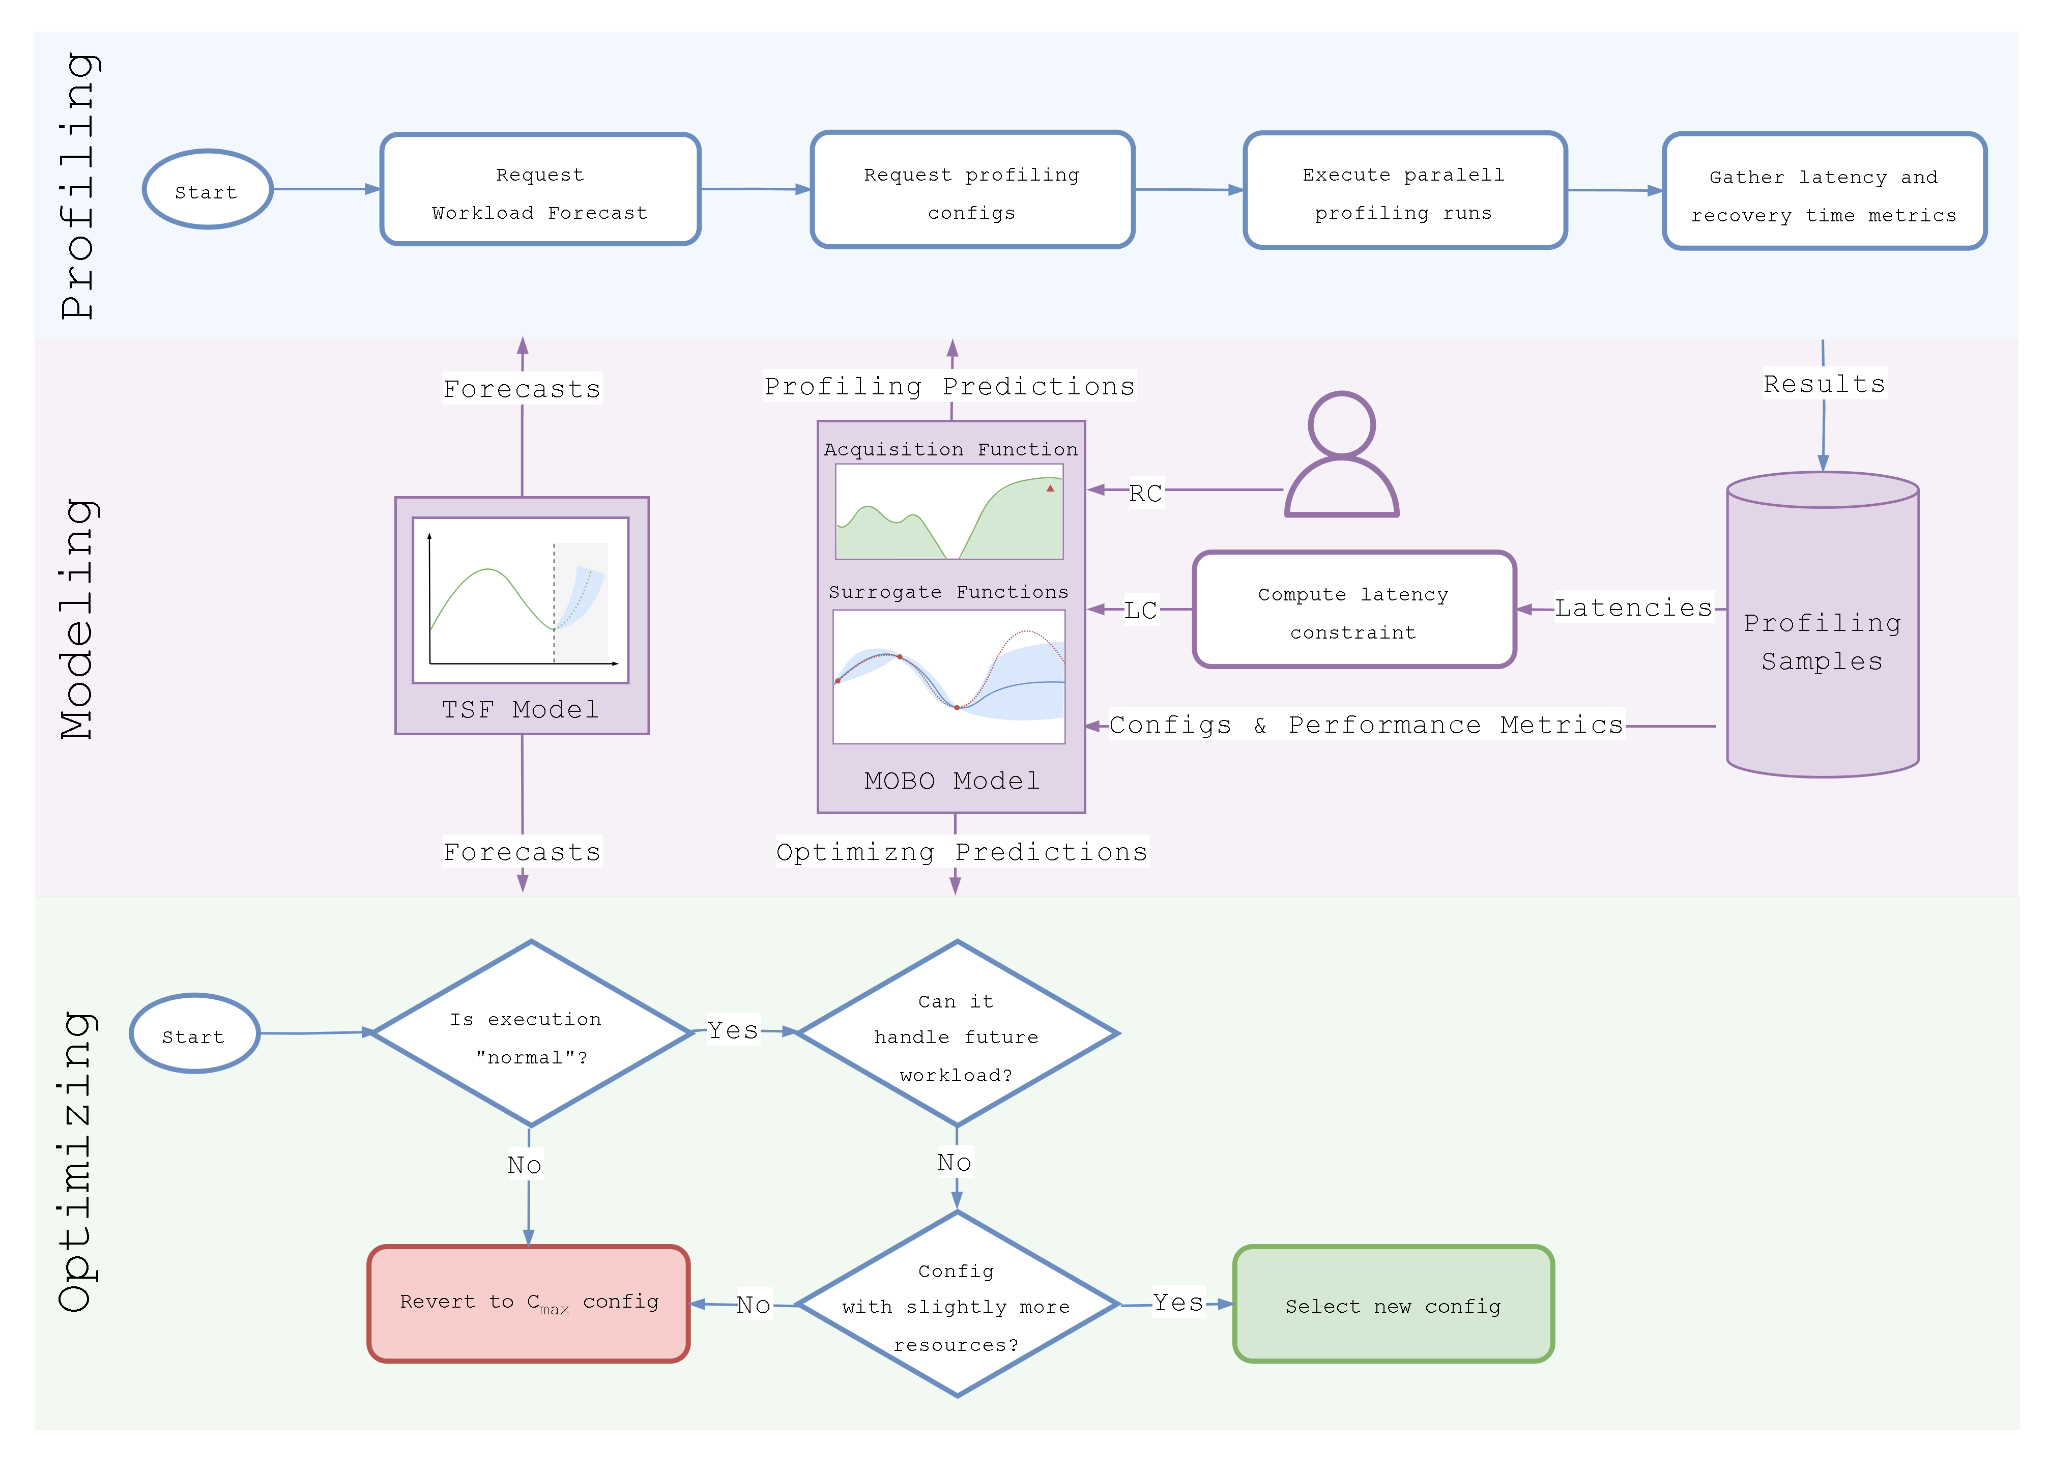 Profiling
Start
Request
Workload Forecast
Request profiling
configs
Execute paralell
profiling runs
Gather latency and
recovery time metrics
Modeling
Forecasts
Profiling Predictions
Results
Acquisition Function
RC
Surrogate Functions
LC
Compute latency
constraint
Latencies
Profiling
Samples
TSF Model
Configs & Performance Metrics
MOBO Model
Forecasts
Optimizng Predictions
Optimizing
Start
Is execution
"normal"?
Yes
Can it
handle future
workload?
No
No
Revert to Cmax config
No
Config
with slightly more
resources?
Yes
Select new config